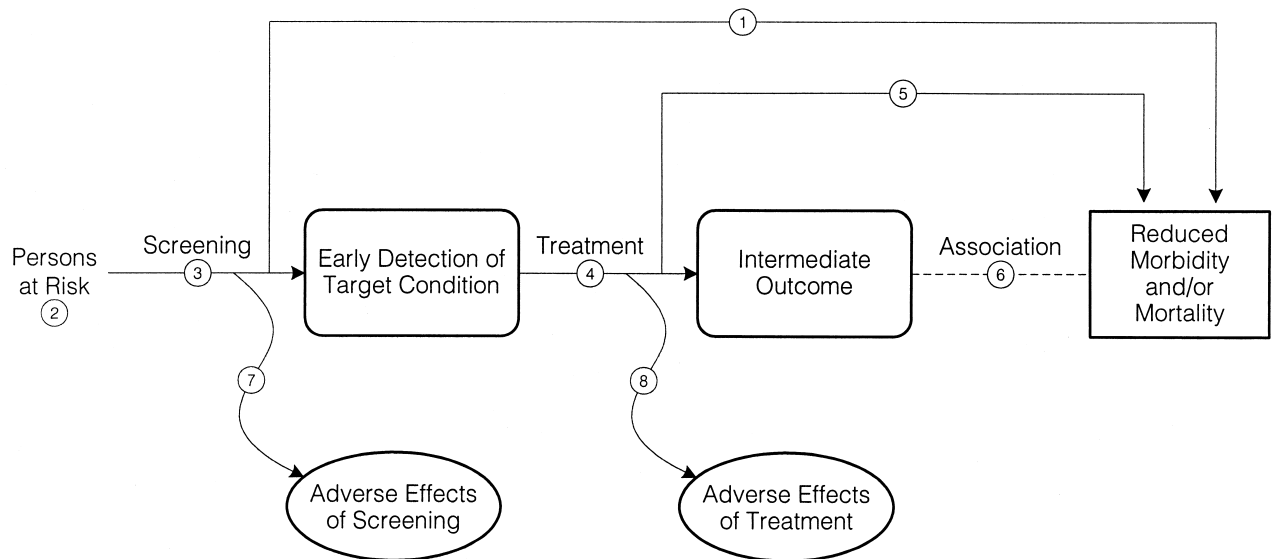 1
5
Persons
at Risk
2
Screening
3
Early Detection of
Target Condition
Treatment
4
Intermediate
Outcome
Association
6
Reduced
Morbidity
and/or
Mortality
7
8
Adverse Effects
of Screening
Adverse Effects
of Treatment